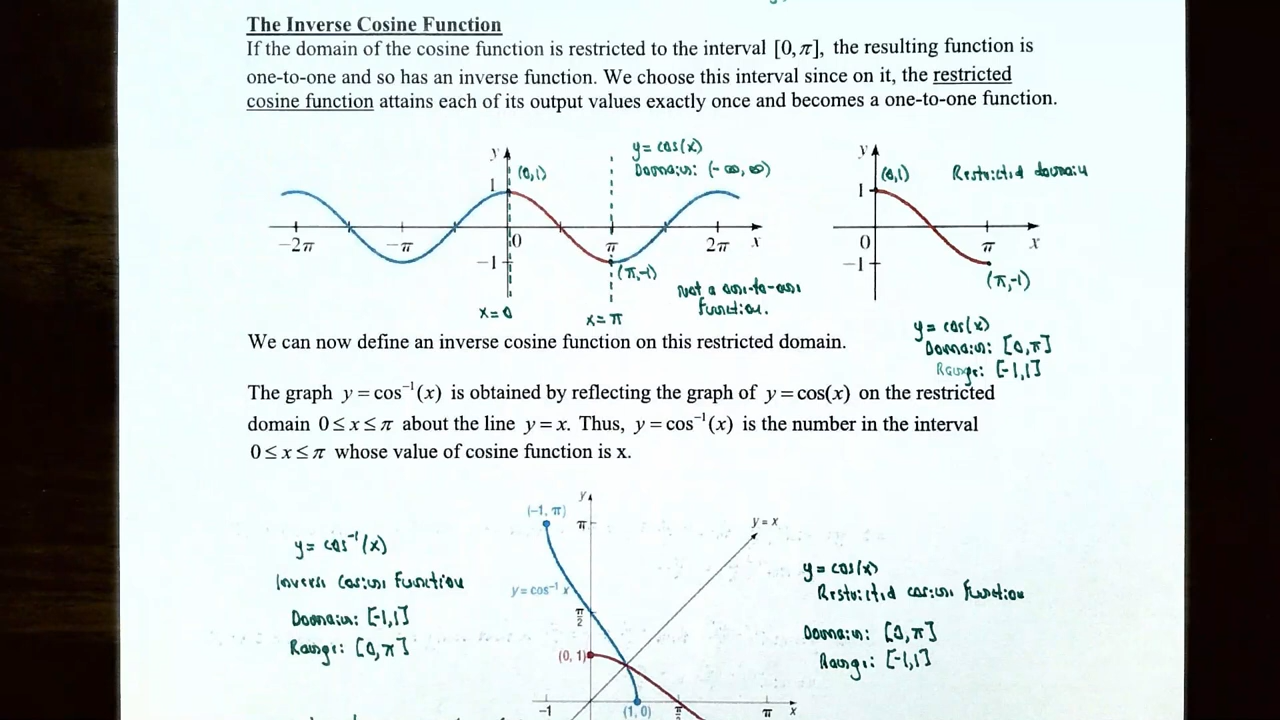 The Inverse Cosine Function
If the domain of the cosine function is restricted to the interval [0, π], the resulting function is
one-to-one and so has an inverse function. We choose this interval since on it, the restricted
cosine function attains each of its output values exactly once and becomes a one-to-one function.
y
1
(0,1)
y = cos(x)
Domain: (-∞, ∞)
−2π
−π
0
π
2π
x
−1
(π,-1)
x = 0
x = π
Not a one-to-one
function.
y
1
(0,1)
Restricted domain
0
π
x
−1
(π,-1)
y = cos(x)
Domain: [0,π]
Range: [-1,1]
We can now define an inverse cosine function on this restricted domain.
The graph y = cos⁻¹(x) is obtained by reflecting the graph of y = cos(x) on the restricted
domain 0 ≤ x ≤ π about the line y = x. Thus, y = cos⁻¹(x) is the number in the interval
0 ≤ x ≤ π whose value of cosine function is x.
y = cos⁻¹(x)
Inverse Cosine Function
Domain: [-1,1]
Range: [0,π]
y
(−1, π)
π
y = x
y = cos⁻¹ x
π/2
(0, 1)
−1
(1, 0)
π/2
π
x
y = cos(x)
Restricted cosine function
Domain: [0,π]
Range: [-1,1]